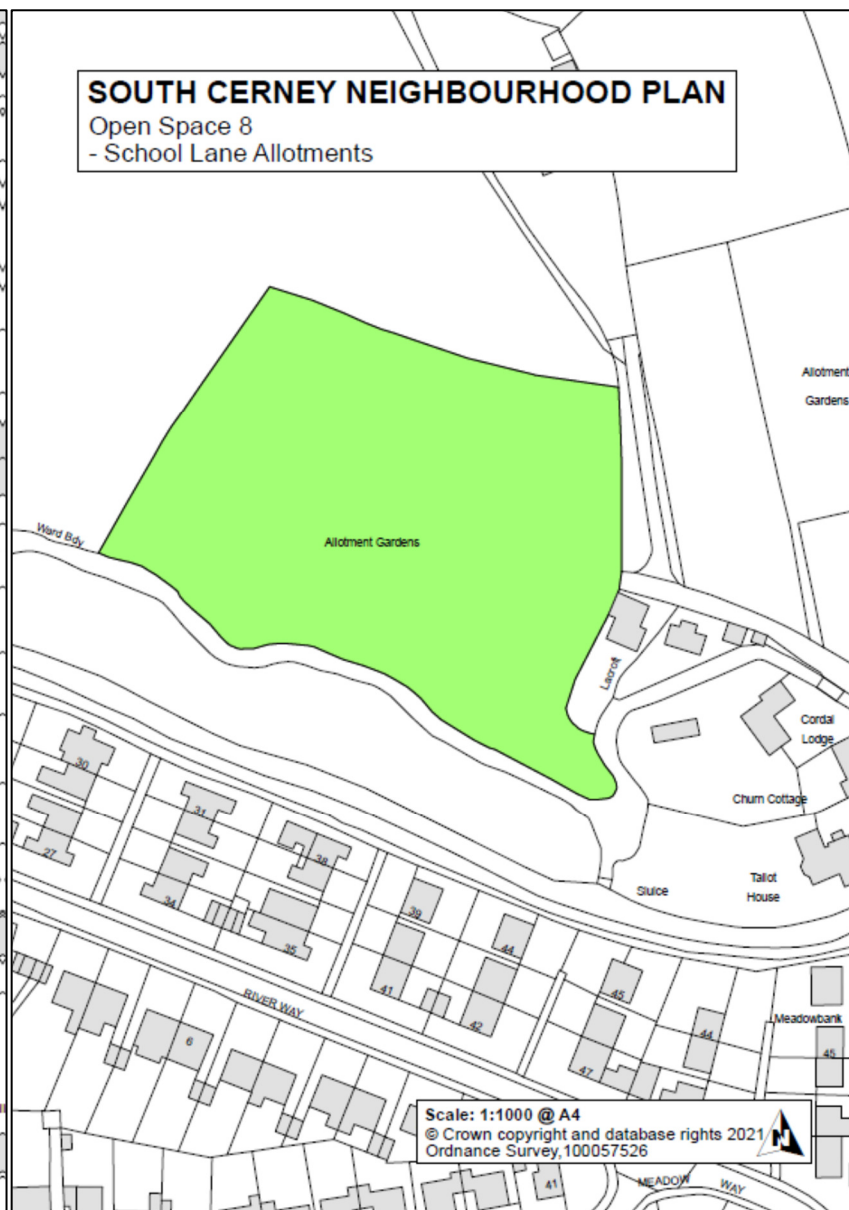 SOUTH CERNEY NEIGHBOURHOOD PLAN
Open Space 8
- School Lane Allotments
Allotment
Gardens
Ward Bdy
Allotment Gardens
Lacroft
Cordal
Lodge
Churn Cottage
Tallot
House
Sluice
30
31
27
34
38
35
39
41
44
42
45
47
44
Meadowbank
45
RIVER WAY
6
Scale: 1:1000 @ A4
© Crown copyright and database rights 2021
Ordnance Survey,100057526
N
41
MEADOW WAY